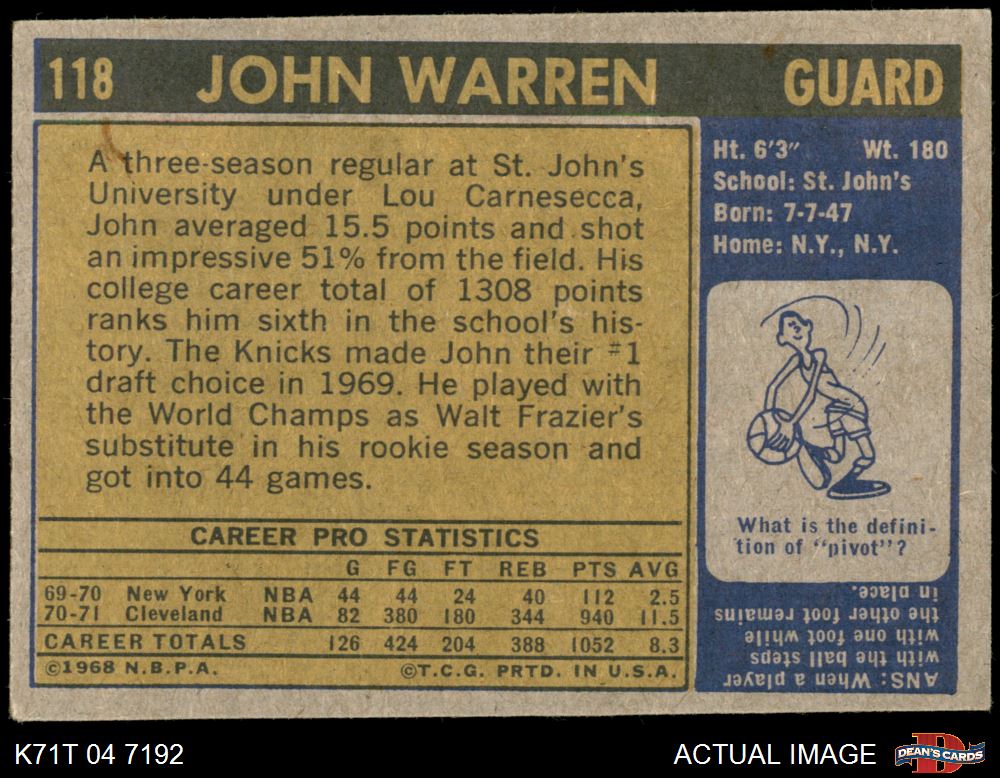 118 JOHN WARREN GUARD
A three-season regular at St. John's
University under Lou Carnesecca,
John averaged 15.5 points and shot
an impressive 51% from the field. His
college career total of 1308 points
ranks him sixth in the school's his-
tory. The Knicks made John their #1
draft choice in 1969. He played with
the World Champs as Walt Frazier's
substitute in his rookie season and
got into 44 games.
CAREER PRO STATISTICS
G FG FT REB PTS AVG
69-70 New York NBA 44 44 24 40 112 2.5
70-71 Cleveland NBA 82 380 180 344 940 11.5
CAREER TOTALS 126 424 204 388 1052 8.3
©1968 N.B.P.A. ©T.C.G. PRTD. IN U.S.A.
Ht. 6'3" Wt. 180
School: St. John's
Born: 7-7-47
Home: N.Y., N.Y.
What is the defini-
tion of "pivot"?
ANS: When a player
with the ball steps
with one foot while
the other foot remains
in place.
K71T 04 7192 ACTUAL IMAGE
D
DEAN'S CARDS